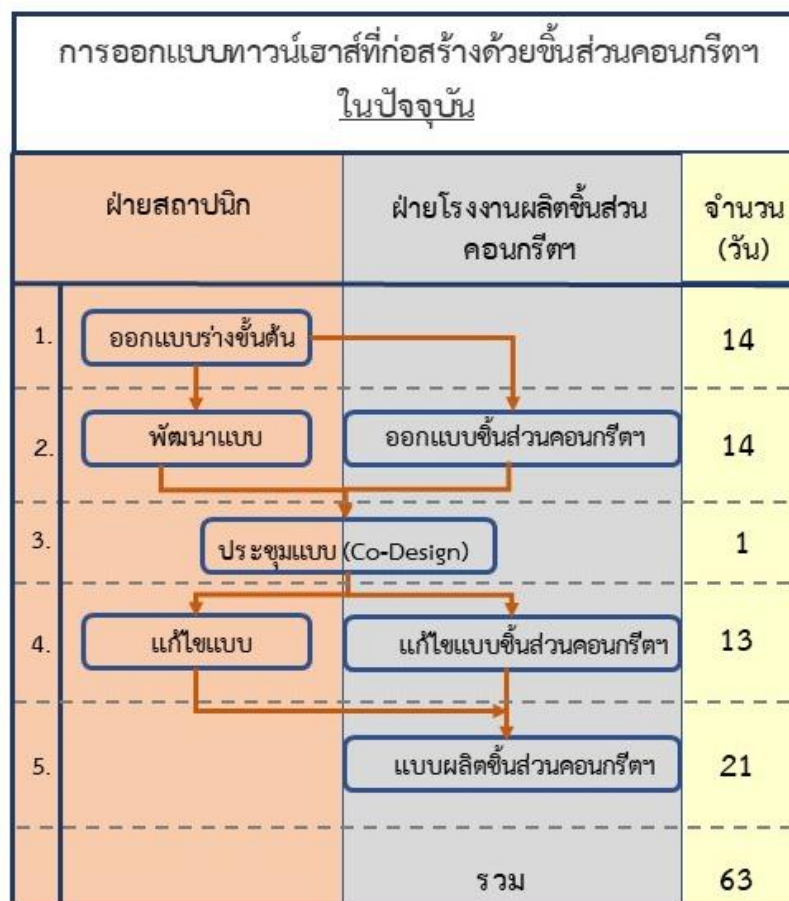 การออกแบบทาวน์เฮาส์ที่ก่อสร้างด้วยชิ้นส่วนคอนกรีตฯ
ในปัจจุบัน
ฝ่ายสถาปนิก
ฝ่ายโรงงานผลิตชิ้นส่วน
คอนกรีตฯ
จำนวน
(วัน)
1. ออกแบบร่างขั้นต้น 14
2. พัฒนาแบบ ออกแบบชิ้นส่วนคอนกรีตฯ 14
3. ประชุมแบบ (Co-Design) 1
4. แก้ไขแบบ แก้ไขแบบชิ้นส่วนคอนกรีตฯ 13
5. แบบผลิตชิ้นส่วนคอนกรีตฯ 21
รวม 63